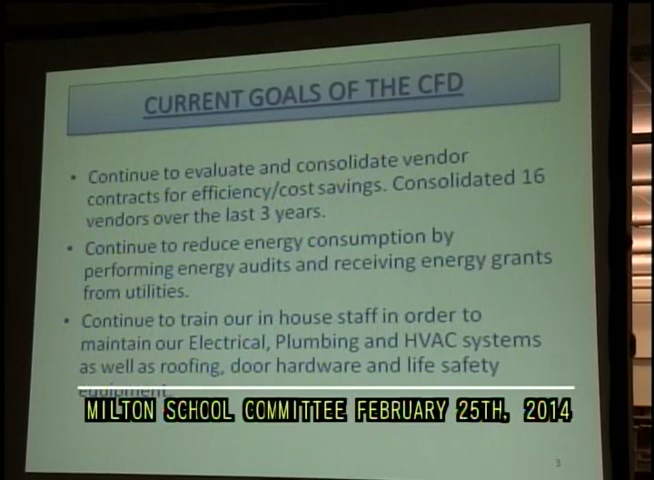 CURRENT GOALS OF THE CFD
• Continue to evaluate and consolidate vendor
contracts for efficiency/cost savings. Consolidated 16
vendors over the last 3 years.
• Continue to reduce energy consumption by
performing energy audits and receiving energy grants
from utilities.
• Continue to train our in house staff in order to
maintain our Electrical, Plumbing and HVAC systems
as well as roofing, door hardware and life safety
equipment.
MILTON SCHOOL COMMITTEE FEBRUARY 25TH, 2014
3